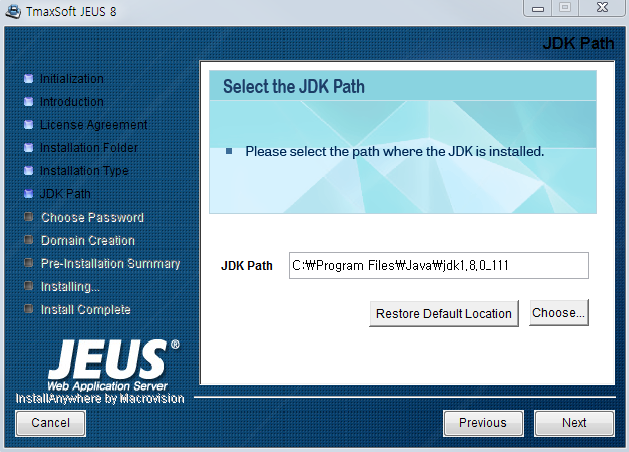 TmaxSoft JEUS 8
JDK Path
Initialization
Introduction
License Agreement
Installation Folder
Installation Type
JDK Path
Choose Password
Domain Creation
Pre-Installation Summary
Installing...
Install Complete
Select the JDK Path
Please select the path where the JDK is installed.
JDK Path
C:₩Program Files₩Java₩jdk1.8.0_111
Restore Default Location
Choose...
JEUS®
Web Application Server
InstallAnywhere by Macrovision
Cancel
Previous
Next